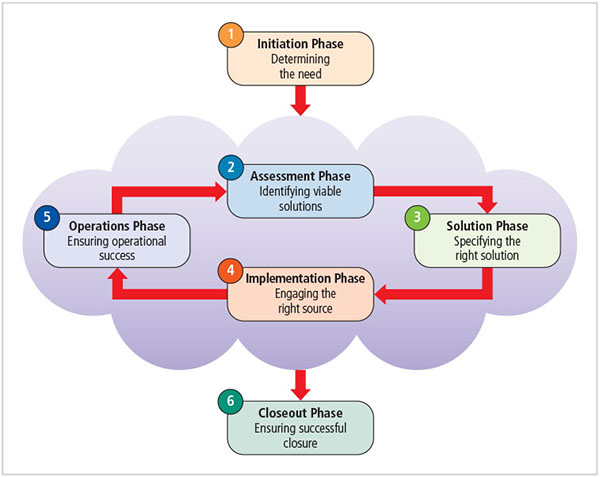 1
Initiation Phase
Determining
the need
2
Assessment Phase
Identifying viable
solutions
3
Solution Phase
Specifying the
right solution
4
Implementation Phase
Engaging the
right source
5
Operations Phase
Ensuring operational
success
6
Closeout Phase
Ensuring successful
closure